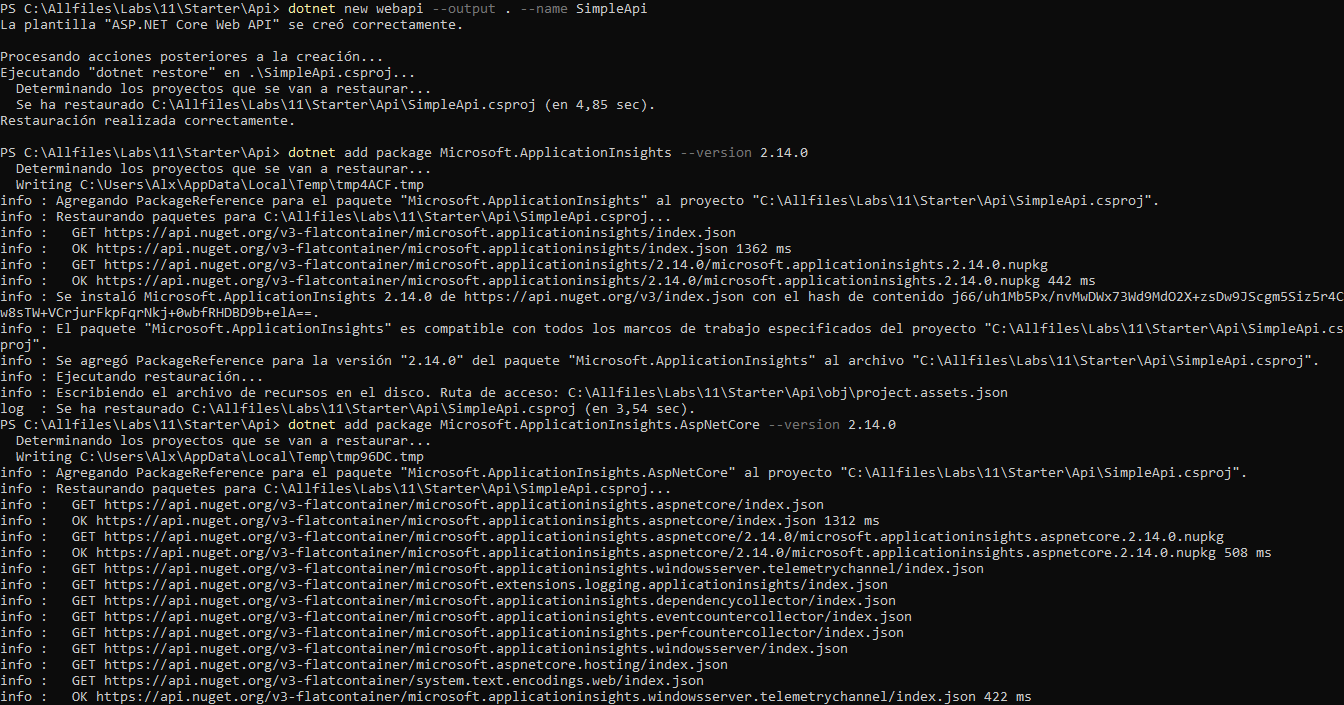 PS C:\Allfiles\Labs\11\Starter\Api> dotnet new webapi --output . --name SimpleApi
La plantilla "ASP.NET Core Web API" se creó correctamente.
Procesando acciones posteriores a la creación...
Ejecutando "dotnet restore" en .\SimpleApi.csproj...
  Determinando los proyectos que se van a restaurar...
  Se ha restaurado C:\Allfiles\Labs\11\Starter\Api\SimpleApi.csproj (en 4,85 sec).
Restauración realizada correctamente.
PS C:\Allfiles\Labs\11\Starter\Api> dotnet add package Microsoft.ApplicationInsights --version 2.14.0
  Determinando los proyectos que se van a restaurar...
  Writing C:\Users\Alx\AppData\Local\Temp\tmp4ACF.tmp
info : Agregando PackageReference para el paquete "Microsoft.ApplicationInsights" al proyecto "C:\Allfiles\Labs\11\Starter\Api\SimpleApi.csproj".
info : Restaurando paquetes para C:\Allfiles\Labs\11\Starter\Api\SimpleApi.csproj...
info :   GET https://api.nuget.org/v3-flatcontainer/microsoft.applicationinsights/index.json
info :   OK https://api.nuget.org/v3-flatcontainer/microsoft.applicationinsights/index.json 1362 ms
info :   GET https://api.nuget.org/v3-flatcontainer/microsoft.applicationinsights/2.14.0/microsoft.applicationinsights.2.14.0.nupkg
info :   OK https://api.nuget.org/v3-flatcontainer/microsoft.applicationinsights/2.14.0/microsoft.applicationinsights.2.14.0.nupkg 442 ms
info : Se instaló Microsoft.ApplicationInsights 2.14.0 de https://api.nuget.org/v3/index.json con el hash de contenido j66/uh1Mb5Px/nvMwDWx73Wd9MdO2X+zsDw9JScgm5Siz5r4C
w8sTW+VCrjurFkpFqrNkj+0wbfRHDBD9b+elA==.
info : El paquete "Microsoft.ApplicationInsights" es compatible con todos los marcos de trabajo especificados del proyecto "C:\Allfiles\Labs\11\Starter\Api\SimpleApi.cs
proj".
info : Se agregó PackageReference para la versión "2.14.0" del paquete "Microsoft.ApplicationInsights" al archivo "C:\Allfiles\Labs\11\Starter\Api\SimpleApi.csproj".
info : Ejecutando restauración...
info : Escribiendo el archivo de recursos en el disco. Ruta de acceso: C:\Allfiles\Labs\11\Starter\Api\obj\project.assets.json
log  : Se ha restaurado C:\Allfiles\Labs\11\Starter\Api\SimpleApi.csproj (en 3,54 sec).
PS C:\Allfiles\Labs\11\Starter\Api> dotnet add package Microsoft.ApplicationInsights.AspNetCore --version 2.14.0
  Determinando los proyectos que se van a restaurar...
  Writing C:\Users\Alx\AppData\Local\Temp\tmp96DC.tmp
info : Agregando PackageReference para el paquete "Microsoft.ApplicationInsights.AspNetCore" al proyecto "C:\Allfiles\Labs\11\Starter\Api\SimpleApi.csproj".
info : Restaurando paquetes para C:\Allfiles\Labs\11\Starter\Api\SimpleApi.csproj...
info :   GET https://api.nuget.org/v3-flatcontainer/microsoft.applicationinsights.aspnetcore/index.json
info :   OK https://api.nuget.org/v3-flatcontainer/microsoft.applicationinsights.aspnetcore/index.json 1312 ms
info :   GET https://api.nuget.org/v3-flatcontainer/microsoft.applicationinsights.aspnetcore/2.14.0/microsoft.applicationinsights.aspnetcore.2.14.0.nupkg
info :   OK https://api.nuget.org/v3-flatcontainer/microsoft.applicationinsights.aspnetcore/2.14.0/microsoft.applicationinsights.aspnetcore.2.14.0.nupkg 508 ms
info :   GET https://api.nuget.org/v3-flatcontainer/microsoft.applicationinsights.windowsserver.telemetrychannel/index.json
info :   GET https://api.nuget.org/v3-flatcontainer/microsoft.extensions.logging.applicationinsights/index.json
info :   GET https://api.nuget.org/v3-flatcontainer/microsoft.applicationinsights.dependencycollector/index.json
info :   GET https://api.nuget.org/v3-flatcontainer/microsoft.applicationinsights.eventcountercollector/index.json
info :   GET https://api.nuget.org/v3-flatcontainer/microsoft.applicationinsights.perfcountercollector/index.json
info :   GET https://api.nuget.org/v3-flatcontainer/microsoft.applicationinsights.windowsserver/index.json
info :   GET https://api.nuget.org/v3-flatcontainer/microsoft.aspnetcore.hosting/index.json
info :   GET https://api.nuget.org/v3-flatcontainer/system.text.encodings.web/index.json
info :   OK https://api.nuget.org/v3-flatcontainer/microsoft.applicationinsights.windowsserver.telemetrychannel/index.json 422 ms